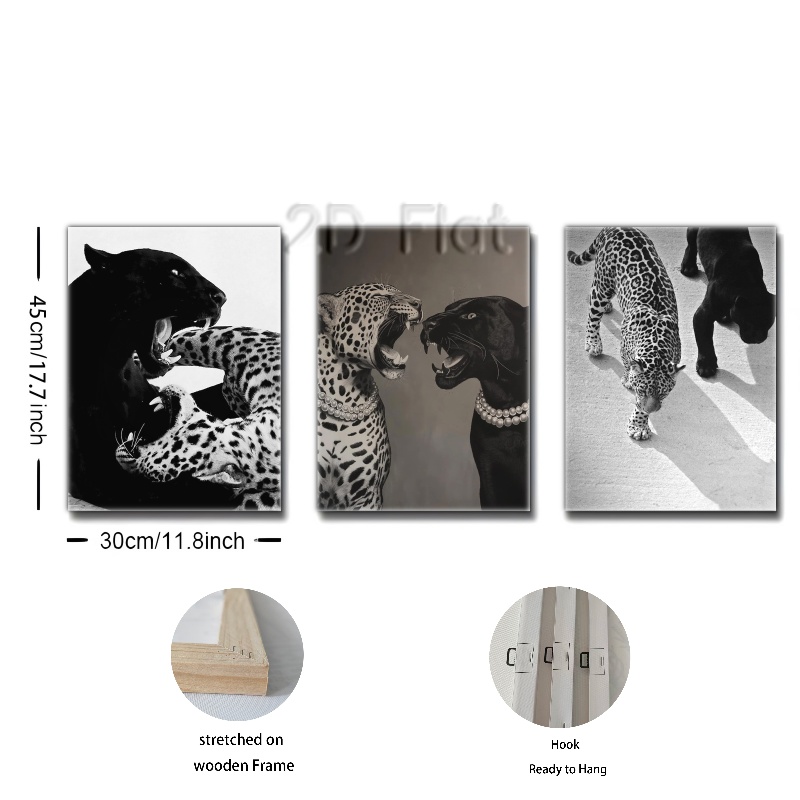 2D Flat
45cm/17.7inch
30cm/11.8inch
stretched on
wooden Frame
Hook
Ready to Hang